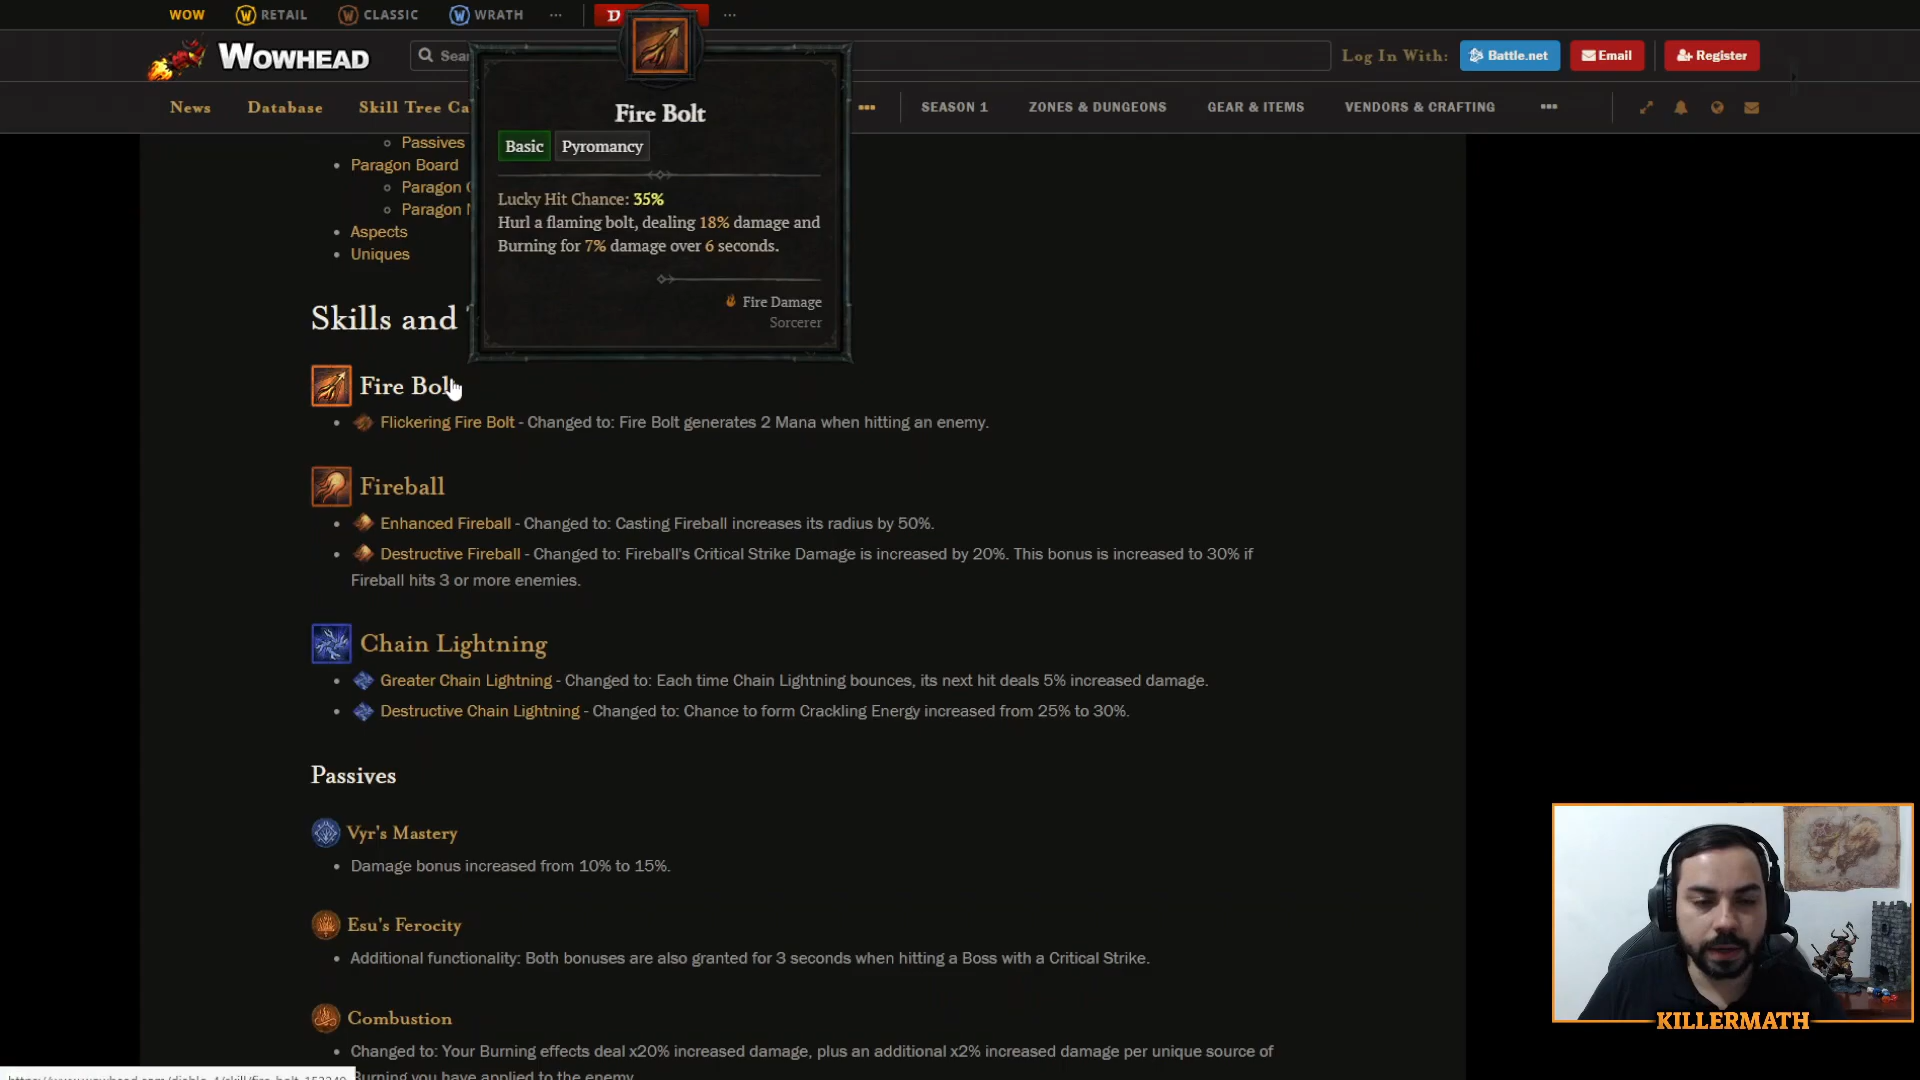 WOW
RETAIL
CLASSIC
WRATH
D
WOWHEAD
Sea
Log In With:
Battle.net
Email
Register
News
Database
Skill Tree Ca
SEASON 1
ZONES & DUNGEONS
GEAR & ITEMS
VENDORS & CRAFTING
Fire Bolt
Basic
Pyromancy
Lucky Hit Chance: 35%
Hurl a flaming bolt, dealing 18% damage and
Burning for 7% damage over 6 seconds.
Fire Damage
Sorcerer
Passives
Paragon Board
Paragon
Paragon
Aspects
Uniques
Skills and
Fire Bolt
Flickering Fire Bolt - Changed to: Fire Bolt generates 2 Mana when hitting an enemy.
Fireball
Enhanced Fireball - Changed to: Casting Fireball increases its radius by 50%.
Destructive Fireball - Changed to: Fireball's Critical Strike Damage is increased by 20%. This bonus is increased to 30% if
Fireball hits 3 or more enemies.
Chain Lightning
Greater Chain Lightning - Changed to: Each time Chain Lightning bounces, its next hit deals 5% increased damage.
Destructive Chain Lightning - Changed to: Chance to form Crackling Energy increased from 25% to 30%.
Passives
Vyr's Mastery
Damage bonus increased from 10% to 15%.
Esu's Ferocity
Additional functionality: Both bonuses are also granted for 3 seconds when hitting a Boss with a Critical Strike.
Combustion
Changed to: Your Burning effects deal x20% increased damage, plus an additional x2% increased damage per unique source of
Burning you have applied to the enemy.
KILLERMATH